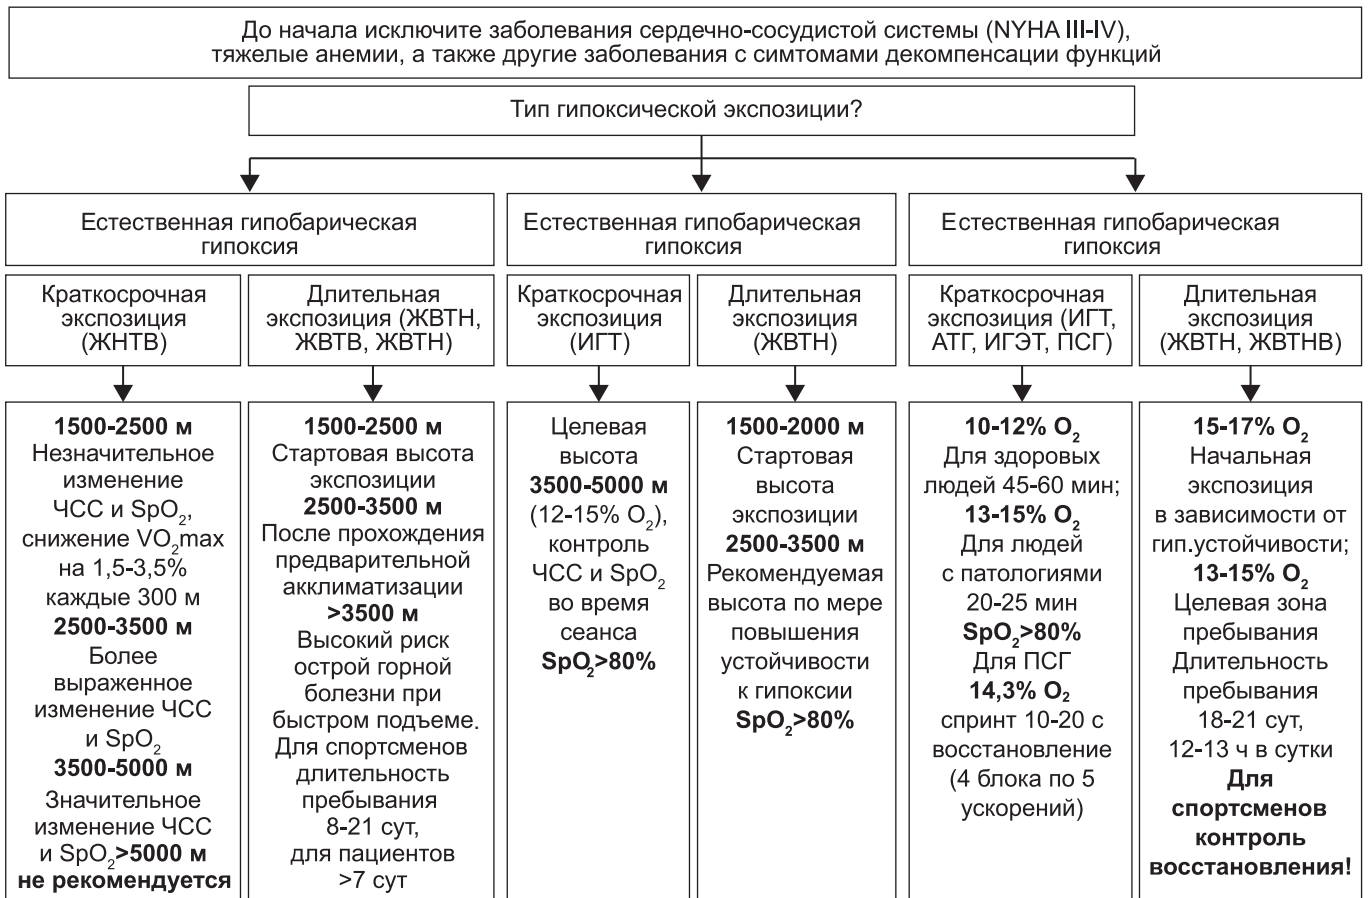 До начала исключите заболевания сердечно-сосудистой системы (NYHA III-IV),
тяжелые анемии, а также другие заболевания с симтомами декомпенсации функций
Тип гипоксической экспозиции?
Естественная гипобарическая
гипоксия
Краткосрочная
экспозиция
(ЖНТВ)
1500-2500 м
Незначительное
изменение
ЧСС и SpO₂,
снижение VO₂max
на 1,5-3,5%
каждые 300 м
2500-3500 м
Более
выраженное
изменение ЧСС
и SpO₂
3500-5000 м
Значительное
изменение ЧСС
и SpO₂>5000 м
не рекомендуется
Длительная
экспозиция (ЖВТН,
ЖВТВ, ЖВТН)
1500-2500 м
Стартовая высота
экспозиции
2500-3500 м
После прохождения
предварительной
акклиматизации
>3500 м
Высокий риск
острой горной
болезни при
быстром подъеме.
Для спортсменов
длительность
пребывания
8-21 сут,
для пациентов
>7 сут
Естественная гипобарическая
гипоксия
Краткосрочная
экспозиция
(ИГТ)
Целевая
высота
3500-5000 м
(12-15% O₂),
контроль
ЧСС и SpO₂
во время
сеанса
SpO₂>80%
Длительная
экспозиция
(ЖВТН)
1500-2000 м
Стартовая
высота
экспозиции
2500-3500 м
Рекомендуемая
высота по мере
повышения
устойчивости
к гипоксии
SpO₂>80%
Естественная гипобарическая
гипоксия
Краткосрочная
экспозиция (ИГТ,
АТГ, ИГЭТ, ПСГ)
10-12% O₂
Для здоровых
людей 45-60 мин;
13-15% O₂
Для людей
с патологиями
20-25 мин
SpO₂>80%
Для ПСГ
14,3% O₂
спринт 10-20 с
восстановление
(4 блока по 5
ускорений)
Длительная
экспозиция
(ЖВТН, ЖВТНВ)
15-17% O₂
Начальная
экспозиция
в зависимости от
гип.устойчивости;
13-15% O₂
Целевая зона
пребывания
Длительность
пребывания
18-21 сут,
12-13 ч в сутки
Для
спортсменов
контроль
восстановления!